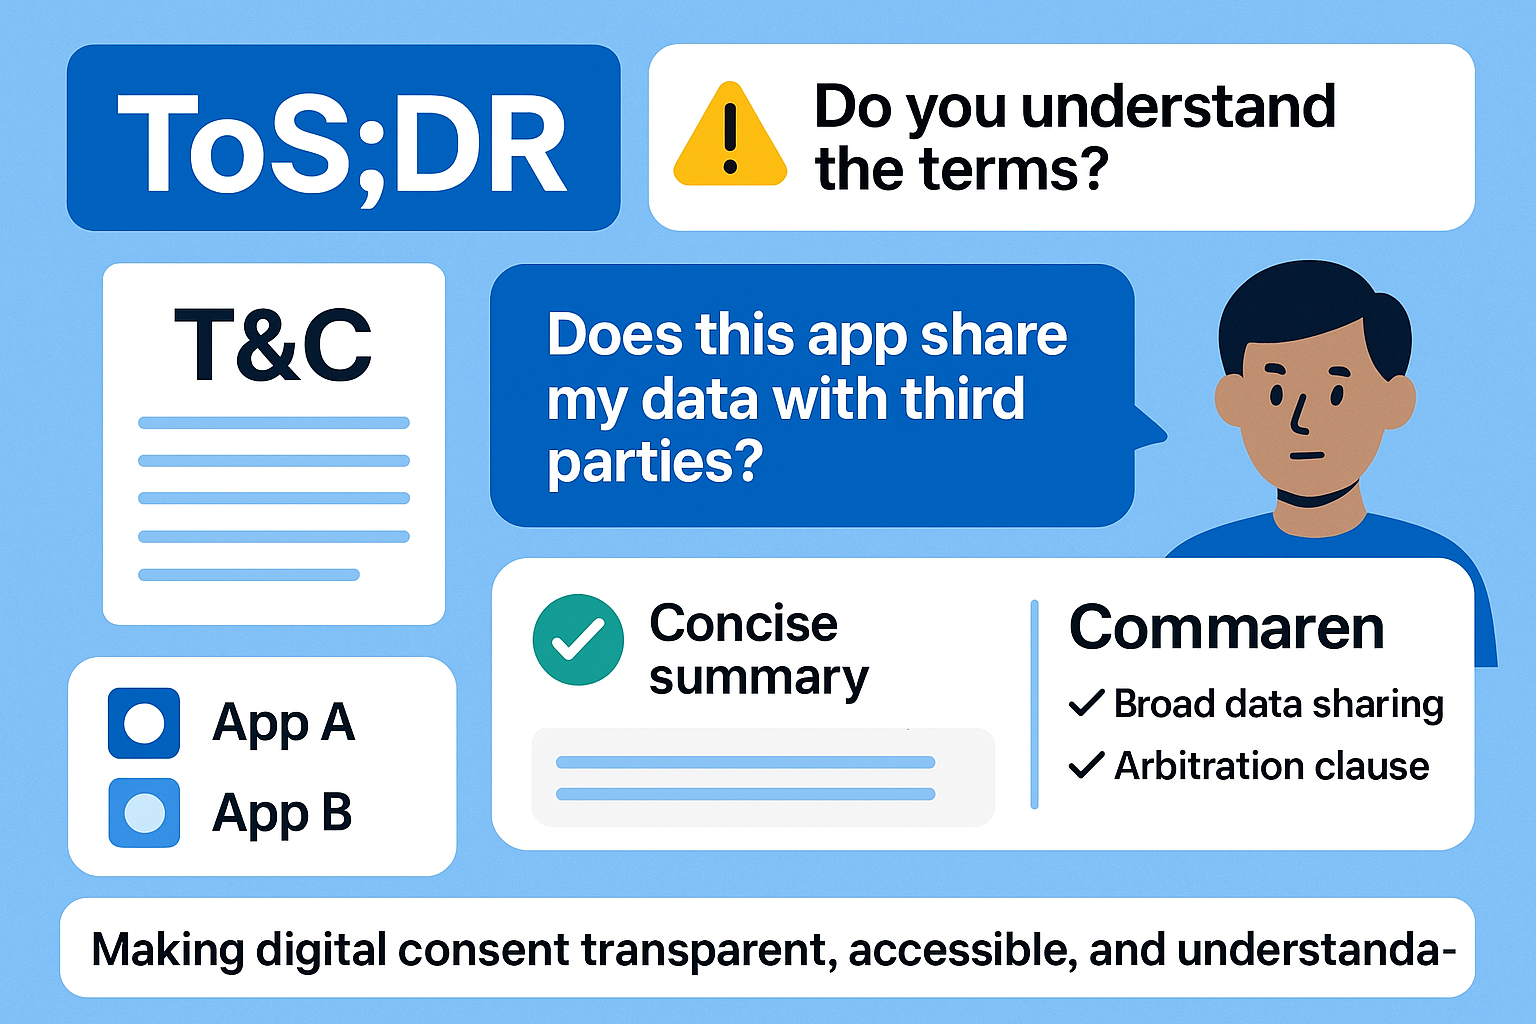 ToS;DR
Do you understand
the terms?
T&C
Does this app share
my data with third
parties?
App A
App B
Concise
summary
Commaren
Broad data sharing
Arbitration clause
Making digital consent transparent, accessible, and understanda-